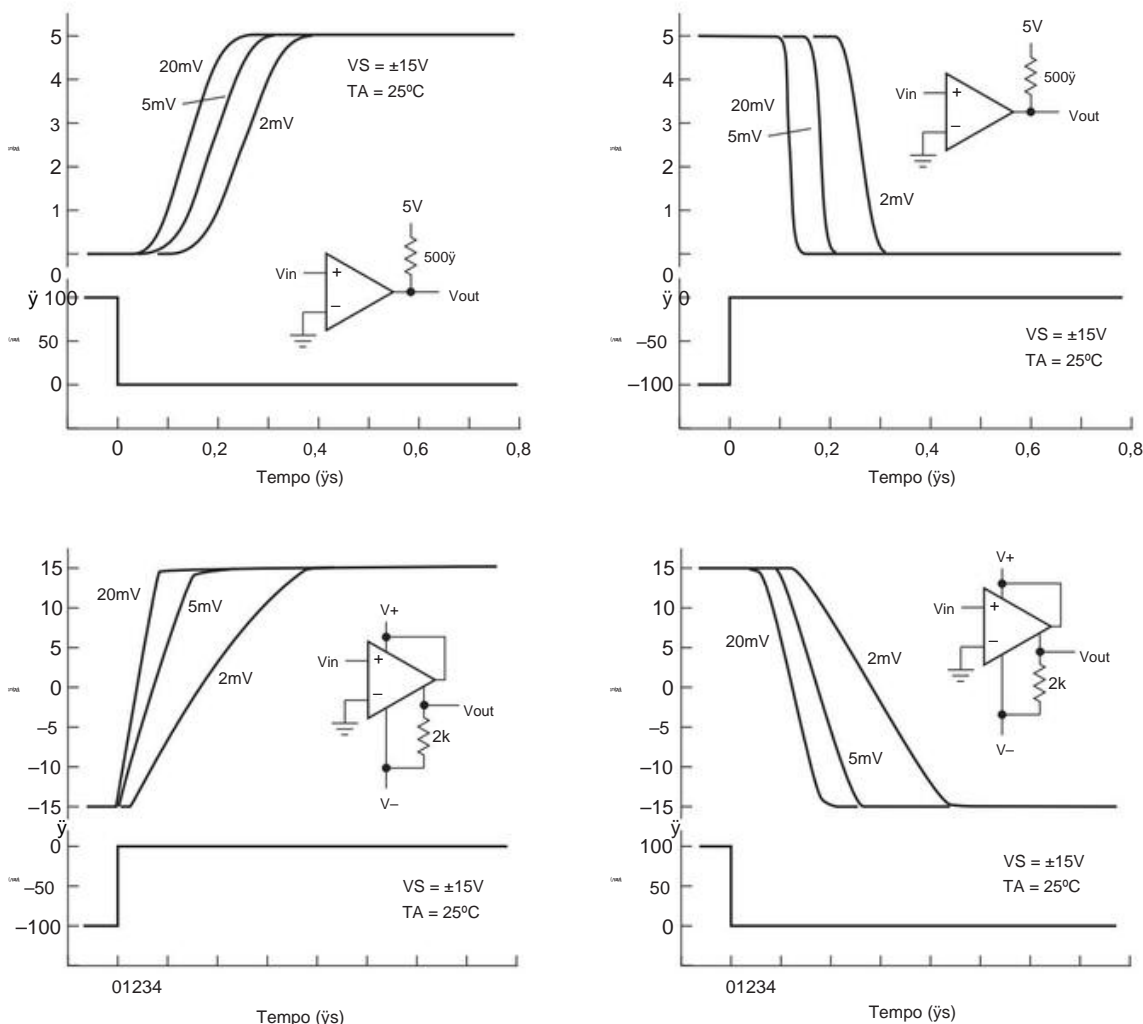 5
4
3
2
1
0
20mV
5mV
2mV
VS = ±15V
TA = 25ºC
5V
500ÿ
Vin
+
–
Vout
ÿ 100
50
0
0
0,2
0,4
0,6
0,8
Tempo (ÿs)
5
4
3
2
1
0
20mV
5mV
2mV
5V
500ÿ
Vin
+
–
Vout
ÿ 0
–50
–100
VS = ±15V
TA = 25ºC
0
0,2
0,4
0,6
0,8
Tempo (ÿs)
15
10
5
0
–5
–10
–15
20mV
5mV
2mV
V+
Vin
+
–
Vout
2k
V–
ÿ
0
–50
–100
VS = ±15V
TA = 25ºC
01234
Tempo (ÿs)
15
10
5
0
–5
–10
–15
20mV
5mV
2mV
V+
Vin
+
–
Vout
2k
V–
ÿ
100
50
0
VS = ±15V
TA = 25ºC
01234
Tempo (ÿs)